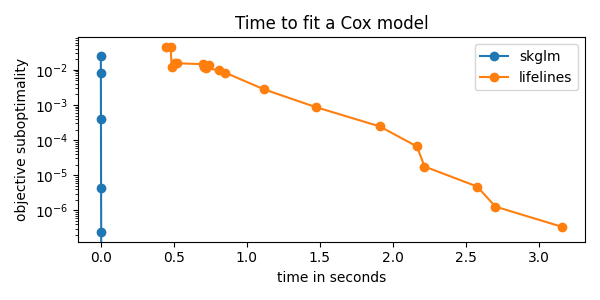 Time to fit a Cox model
objective suboptimality
10⁻²
10⁻³
10⁻⁴
10⁻⁵
10⁻⁶
skglm
lifelines
0.0 0.5 1.0 1.5 2.0 2.5 3.0
time in seconds